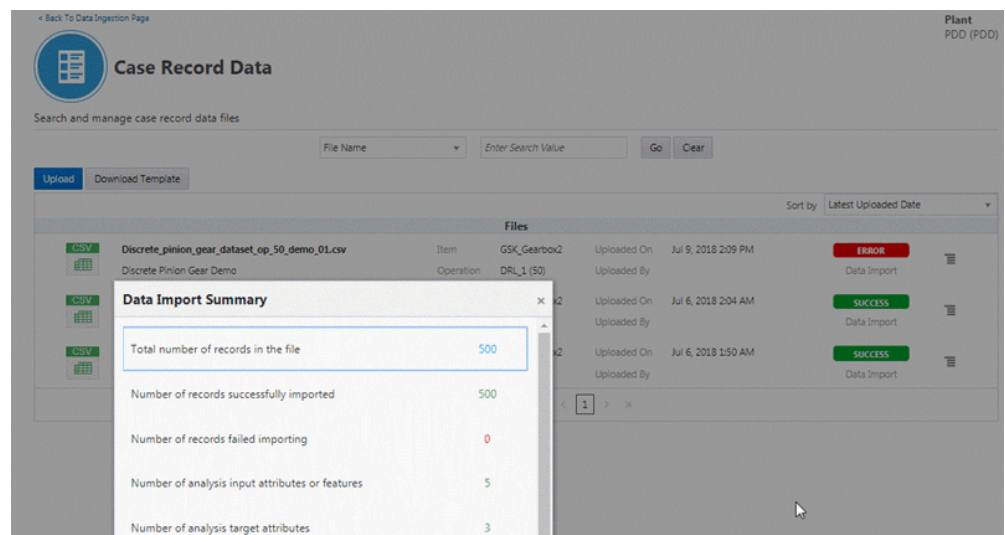 < Back To Data Ingestion Page
Plant
PDD (PDD)
Case Record Data
Search and manage case record data files
File Name
Enter Search Value
Go
Clear
Upload
Download Template
Sort by
Latest Uploaded Date
Files
CSV
Discrete_pinion_gear_dataset_op_50_demo_01.csv
Item
GSK_Gearbox2
Uploaded On
Jul 9, 2018 2:09 PM
ERROR
Discrete Pinion Gear Demo
Operation
DRL_1 (50)
Uploaded By
Data Import
CSV
Data Import Summary
×
x2
Uploaded On
Jul 6, 2018 2:04 AM
SUCCESS
Uploaded By
Data Import
Total number of records in the file
500
CSV
x2
Uploaded On
Jul 6, 2018 1:50 AM
SUCCESS
Uploaded By
Data Import
Number of records successfully imported
500
1
Number of records failed importing
0
Number of analysis input attributes or features
5
Number of analysis target attributes
3